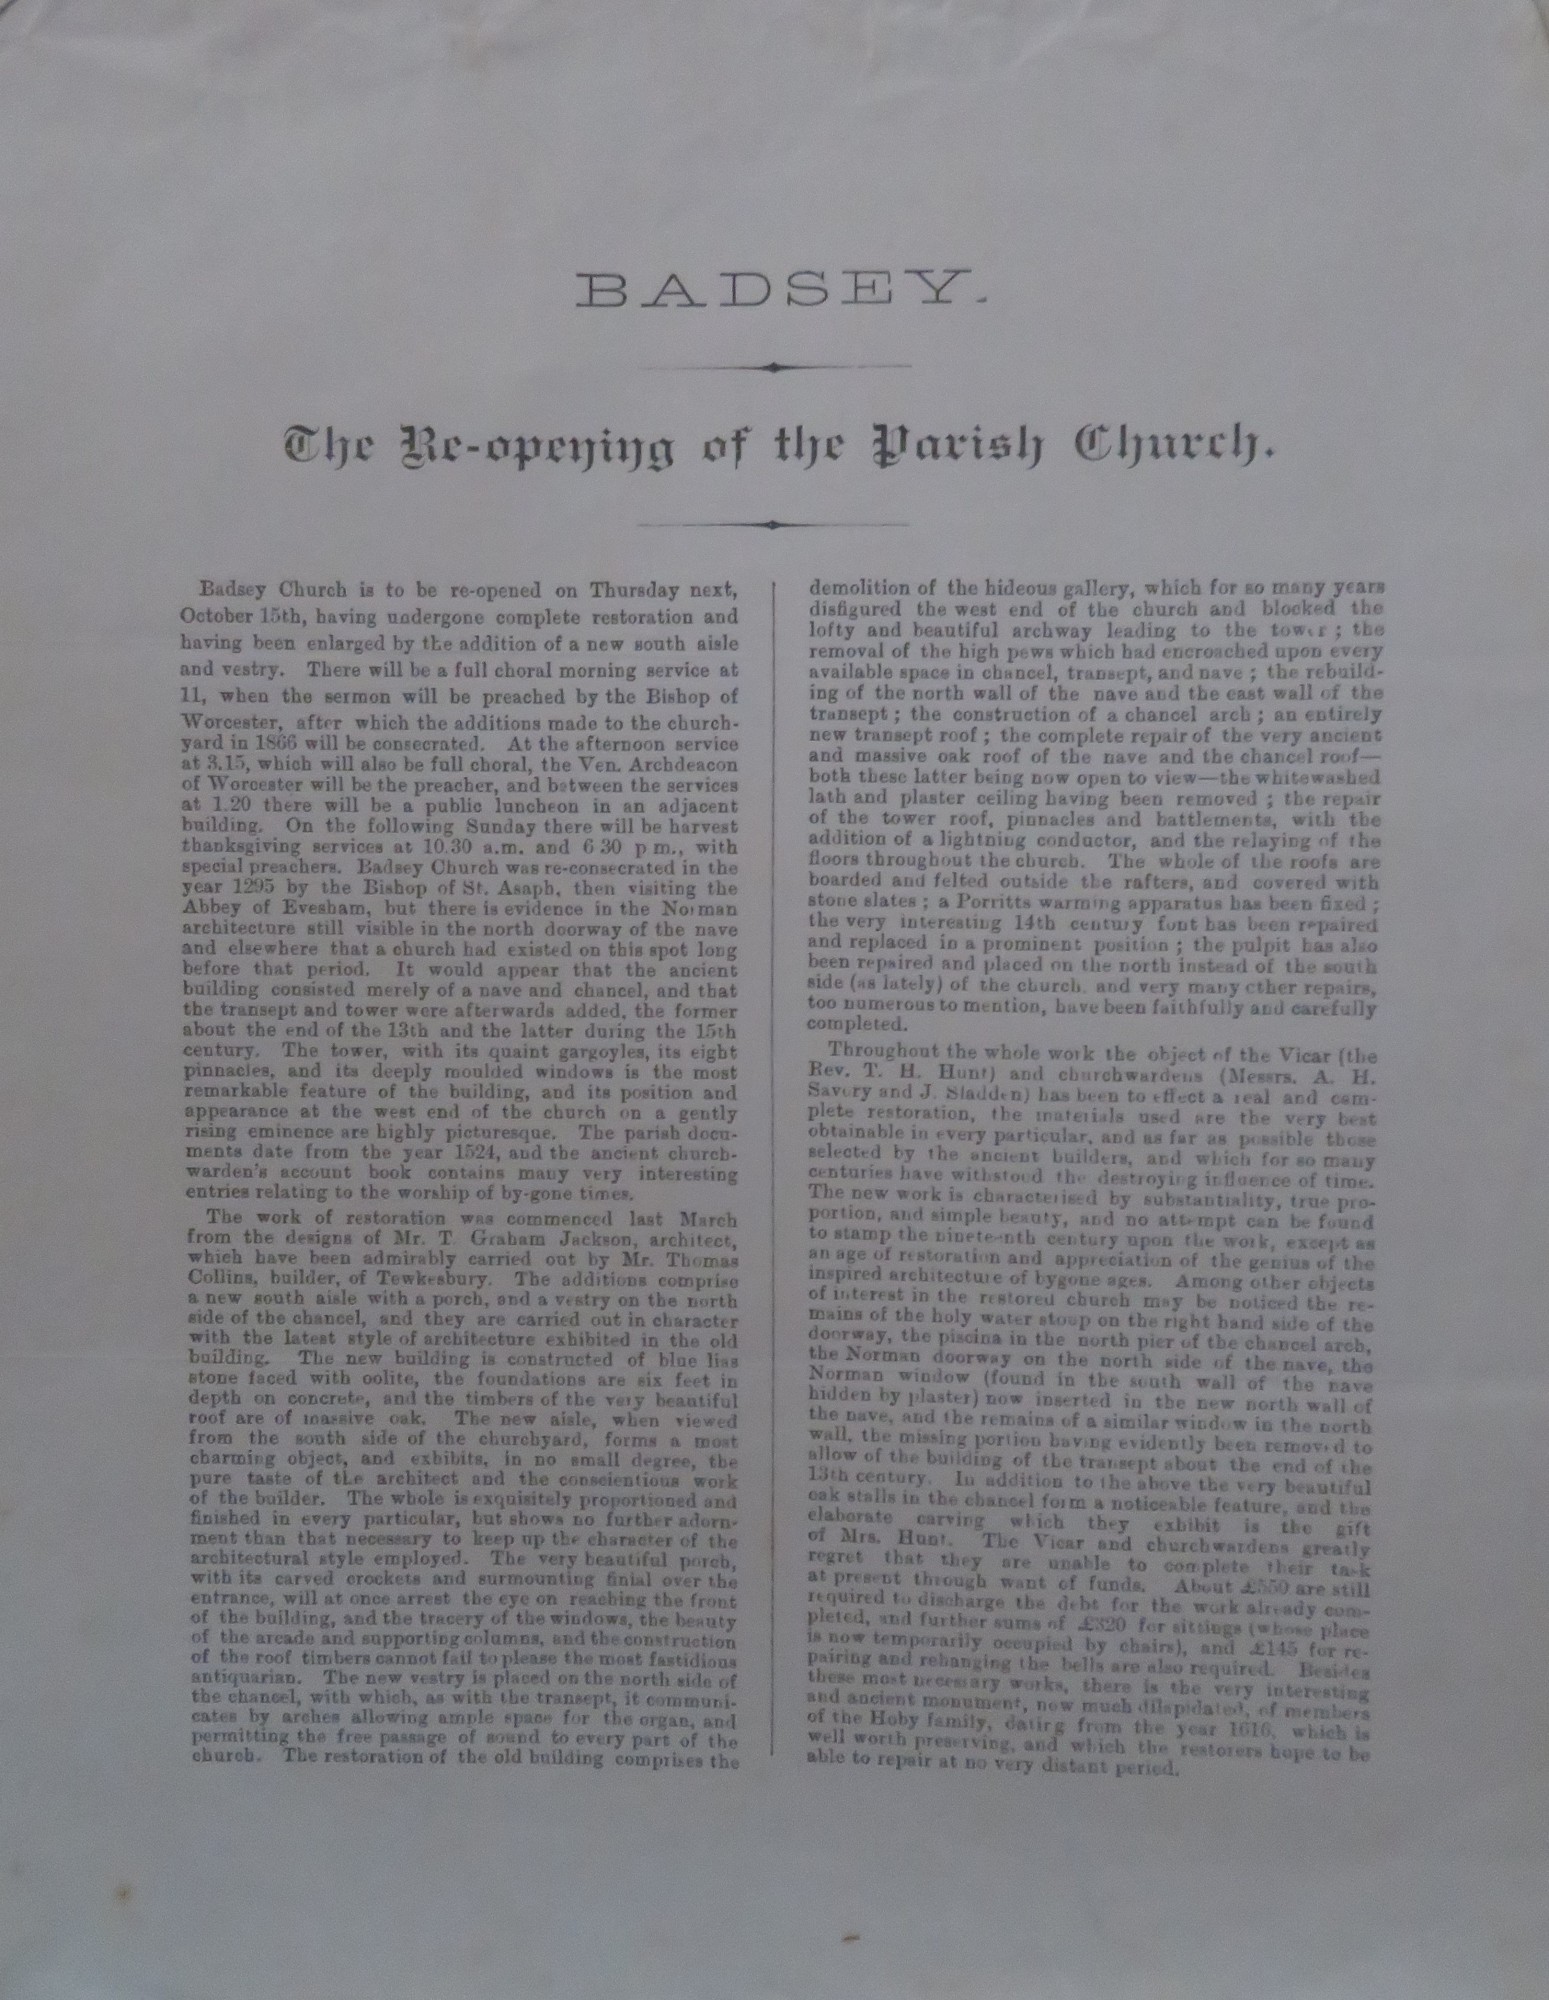 BADSEY.
The Re-opening of the Parish Church.
Badsey Church is to be re-opened on Thursday next,
October 15th, having undergone complete restoration and
having been enlarged by the addition of a new south aisle
and vestry. There will be a full choral morning service at
11, when the sermon will be preached by the Bishop of
Worcester, after which the additions made to the church-
yard in 1866 will be consecrated. At the afternoon service
at 3.15, which will also be full choral, the Ven. Archdeacon
of Worcester will be the preacher, and between the services
at 1.20 there will be a public luncheon in an adjacent
building. On the following Sunday there will be harvest
thanksgiving services at 10.30 a.m. and 6 30 p m., with
special preachers. Badsey Church was re-consecrated in the
year 1295 by the Bishop of St. Asaph, then visiting the
Abbey of Evesham, but there is evidence in the Norman
architecture still visible in the north doorway of the nave
and elsewhere that a church had existed on this spot long
before that period. It would appear that the ancient
building consisted merely of a nave and chancel, and that
the transept and tower were afterwards added, the former
about the end of the 13th and the latter during the 15th
century. The tower, with its quaint gargoyles, its eight
pinnacles, and its deeply moulded windows is the most
remarkable feature of the building, and its position and
appearance at the west end of the church on a gently
rising eminence are highly picturesque. The parish docu-
ments date from the year 1524, and the ancient church-
warden's account book contains many very interesting
entries relating to the worship of by-gone times.
The work of restoration was commenced last March
from the designs of Mr. T. Graham Jackson, architect,
which have been admirably carried out by Mr. Thomas
Collins, builder, of Tewkesbury. The additions comprise
a new south aisle with a porch, and a vestry on the north
side of the chancel, and they are carried out in character
with the latest style of architecture exhibited in the old
building. The new building is constructed of blue lias
stone faced with oolite, the foundations are six feet in
depth on concrete, and the timbers of the very beautiful
roof are of massive oak. The new aisle, when viewed
from the south side of the churchyard, forms a most
charming object, and exhibits, in no small degree, the
pure taste of the architect and the conscientious work
of the builder. The whole is exquisitely proportioned and
finished in every particular, but shows no further adorn-
ment than that necessary to keep up the character of the
architectural style employed. The very beautiful porch,
with its carved crockets and surmounting finial over the
entrance, will at once arrest the eye on reaching the front
of the building, and the tracery of the windows, the beauty
of the arcade and supporting columns, and the construction
of the roof timbers cannot fail to please the most fastidious
antiquarian. The new vestry is placed on the north side of
the chancel, with which, as with the transept, it communi-
cates by arches allowing ample space for the organ, and
permitting the free passage of sound to every part of the
church. The restoration of the old building comprises the
demolition of the hideous gallery, which for so many years
disfigured the west end of the church and blocked the
lofty and beautiful archway leading to the tower ; the
removal of the high pews which had encroached upon every
available space in chancel, transept, and nave ; the rebuild-
ing of the north wall of the nave and the east wall of the
transept ; the construction of a chancel arch ; an entirely
new transept roof ; the complete repair of the very ancient
and massive oak roof of the nave and the chancel roof—
both these latter being now open to view—the whitewashed
lath and plaster ceiling having been removed ; the repair
of the tower roof, pinnacles and battlements, with the
addition of a lightning conductor, and the relaying of the
floors throughout the church. The whole of the roofs are
boarded and felted outside the rafters, and covered with
stone slates ; a Porritts warming apparatus has been fixed ;
the very interesting 14th century font has been repaired
and replaced in a prominent position ; the pulpit has also
been repaired and placed on the north instead of the south
side (as lately) of the church. and very many other repairs,
too numerous to mention, have been faithfully and carefully
completed.
Throughout the whole work the object of the Vicar (the
Rev. T. H. Hunt) and churchwardens (Messrs. A. H.
Savory and J. Sladden) has been to effect a real and com-
plete restoration, the materials used are the very best
obtainable in every particular, and as far as possible those
selected by the ancient builders, and which for so many
centuries have withstood the destroying influence of time.
The new work is characterised by substantiality, true pro-
portion, and simple beauty, and no attempt can be found
to stamp the nineteenth century upon the work, except as
an age of restoration and appreciation of the genius of the
inspired architecture of bygone ages. Among other objects
of interest in the restored church may be noticed the re-
mains of the holy water stoup on the right hand side of the
doorway, the piscina in the north pier of the chancel arch,
the Norman doorway on the north side of the nave, the
Norman window (found in the south wall of the nave
hidden by plaster) now inserted in the new north wall of
the nave, and the remains of a similar window in the north
wall, the missing portion having evidently been removed to
allow of the building of the transept about the end of the
13th century. In addition to the above the very beautiful
oak stalls in the chancel form a noticeable feature, and the
elaborate carving which they exhibit is the gift
of Mrs. Hunt. The Vicar and churchwardens greatly
regret that they are unable to complete their task
at present through want of funds. About £550 are still
required to discharge the debt for the work already com-
pleted, and further sums of £320 for sittings (whose place
is now temporarily occupied by chairs), and £145 for re-
pairing and rehanging the bells are also required. Besides
these most necessary works, there is the very interesting
and ancient monument, now much dilapidated, of members
of the Hoby family, dating from the year 1616, which is
well worth preserving, and which the restorers hope to be
able to repair at no very distant period.